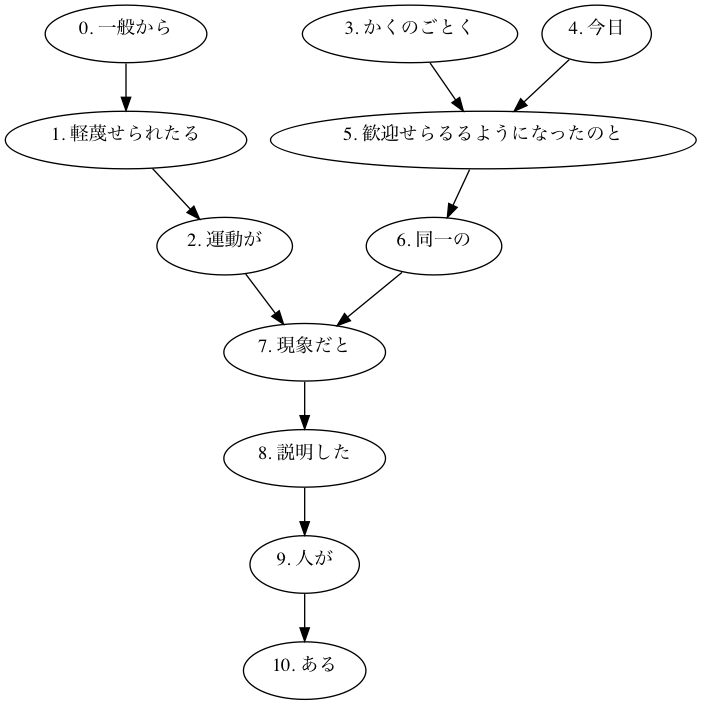 0. 一般から
3. かくのごとく
4. 今日
1. 軽蔑せられたる
5. 歓迎せらるるようになったのと
2. 運動が
6. 同一の
7. 現象だと
8. 説明した
9. 人が
10. ある